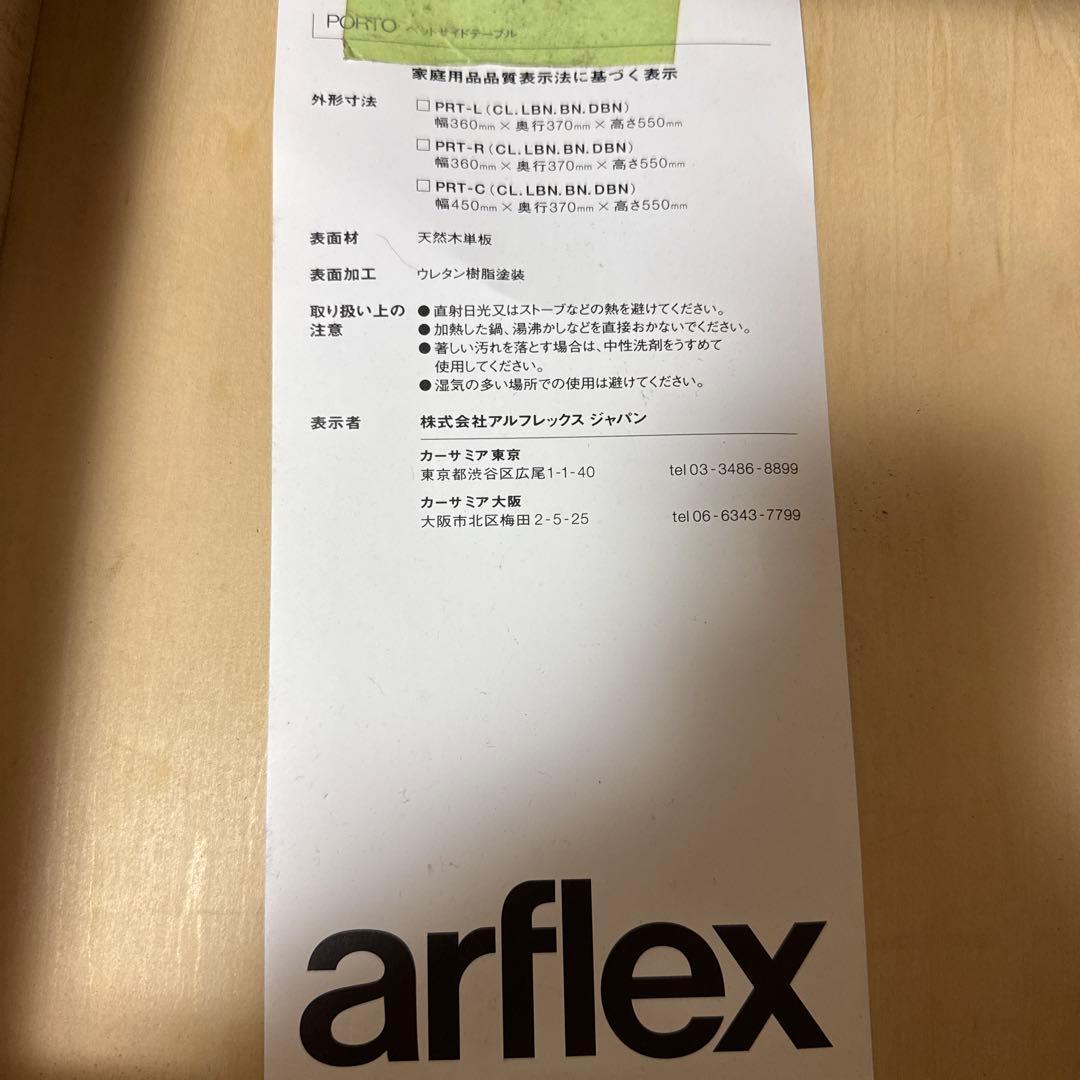 PORTO ベットサイドテーブル
家庭用品品質表示法に基づく表示
外形寸法
□ PRT-L (CL. LBN. BN. DBN)
幅360mm × 奥行370mm × 高さ550mm
□ PRT-R (CL. LBN. BN. DBN)
幅360mm × 奥行370mm × 高さ550mm
□ PRT-C (CL. LBN. BN. DBN)
幅450mm × 奥行370mm × 高さ550mm
表面材 天然木単板
表面加工 ウレタン樹脂塗装
取り扱い上の注意
● 直射日光又はストーブなどの熱を避けてください。
● 加熱した鍋、湯沸かしなどを直接おかないでください。
● 著しい汚れを落とす場合は、中性洗剤をうすめて
使用してください。
● 湿気の多い場所での使用は避けてください。
表示者 株式会社アルフレックス ジャパン
カーサミア東京
東京都渋谷区広尾1-1-40 tel 03-3486-8899
カーサミア大阪
大阪市北区梅田2-5-25 tel 06-6343-7799
arflex